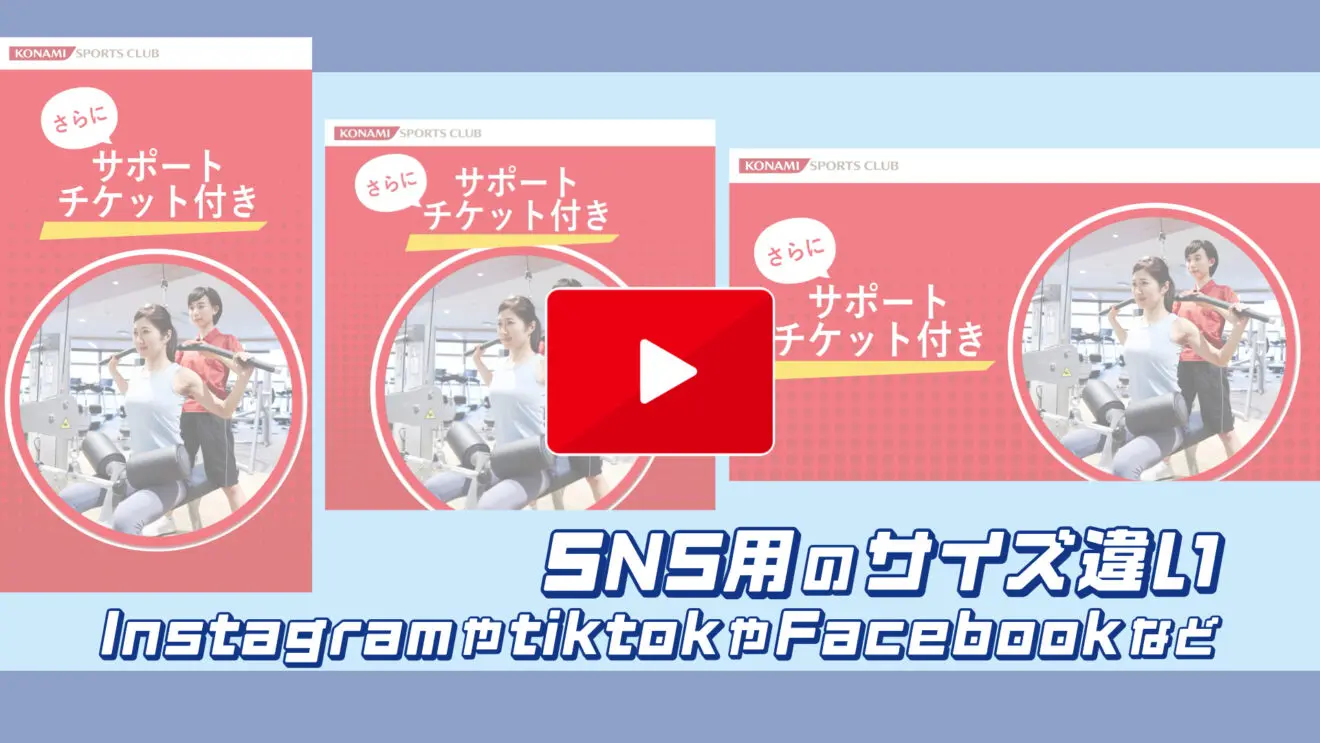 KONAMI SPORTS CLUB
さらに
サポート
チケット付き
KONAMI SPORTS CLUB
さらに
サポート
チケット付き
KONAMI SPORTS CLUB
さらに
サポート
チケット付き
SNS用のサイズ違い
InstagramやtiktokやFacebookなど